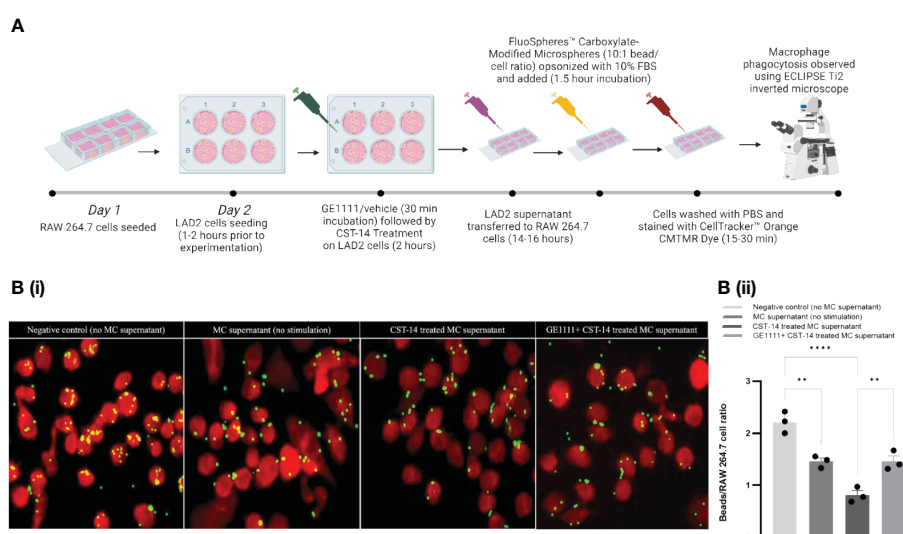 A
FluoSpheres™ Carboxylate-
Modified Microspheres (10:1 bead/
cell ratio) opsonized with 10% FBS
and added (1.5 hour incubation)
Macrophage
phagocytosis observed
using ECLIPSE Ti2
inverted microscope
1 2 3
A
B
1 2 3
A
B
Day 1
RAW 264.7 cells seeded
Day 2
LAD2 cells seeding
(1-2 hours prior to
experimentation)
GE1111/vehicle (30 min
incubation) followed by
CST-14 Treatment
on LAD2 cells (2 hours)
LAD2 supernatant
transferred to RAW 264.7
cells (14-16 hours)
Cells washed with PBS and
stained with CellTracker™ Orange
CMTMR Dye (15-30 min)
B (i)
Negative control (no MC supernatant)
MC supernatant (no stimulation)
CST-14 treated MC supernatant
GE1111+ CST-14 treated MC supernatant
B (ii)
Negative control (no MC supernatant)
MC supernatant (no stimulation)
CST-14 treated MC supernatant
GE1111+ CST-14 treated MC supernatant
****
** **
3
2
1
Beads/RAW 264.7 cell ratio